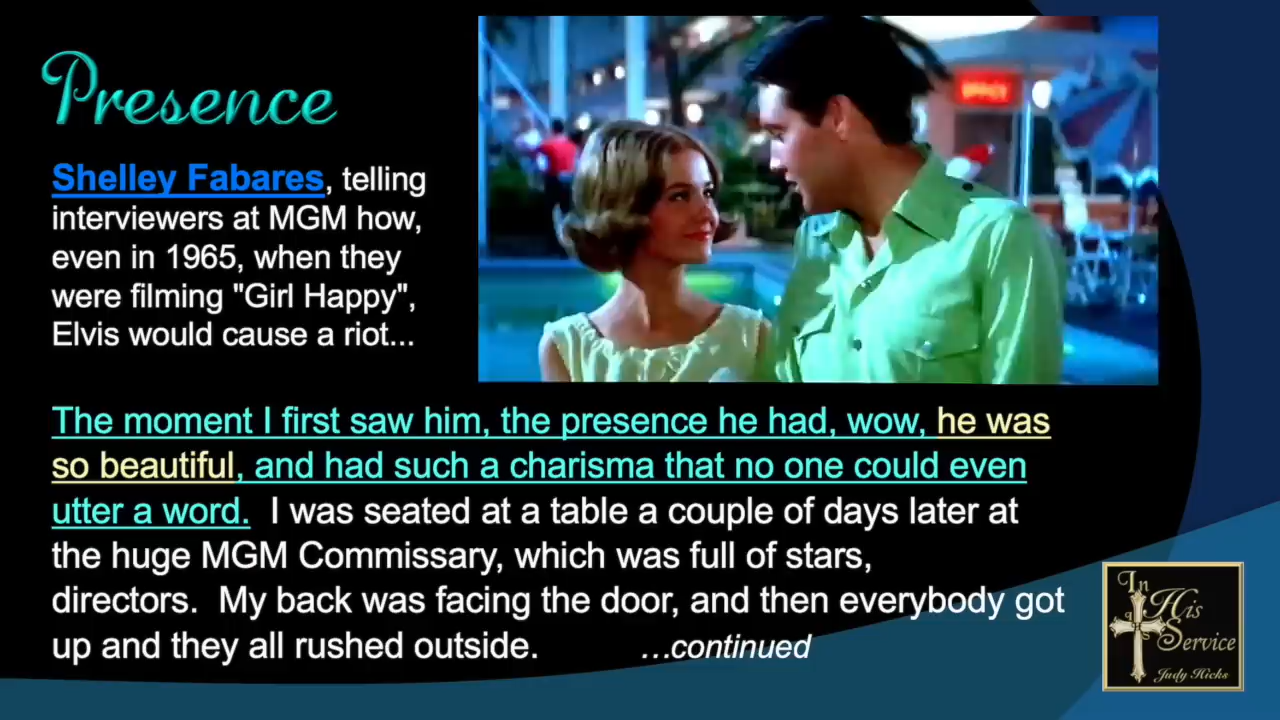 Presence
Shelley Fabares, telling
interviewers at MGM how,
even in 1965, when they
were filming "Girl Happy",
Elvis would cause a riot...
The moment I first saw him, the presence he had, wow, he was
so beautiful, and had such a charisma that no one could even
utter a word.  I was seated at a table a couple of days later at
the huge MGM Commissary, which was full of stars,
directors.  My back was facing the door, and then everybody got
up and they all rushed outside.
...continued
In
His
Service
Judy Hicks